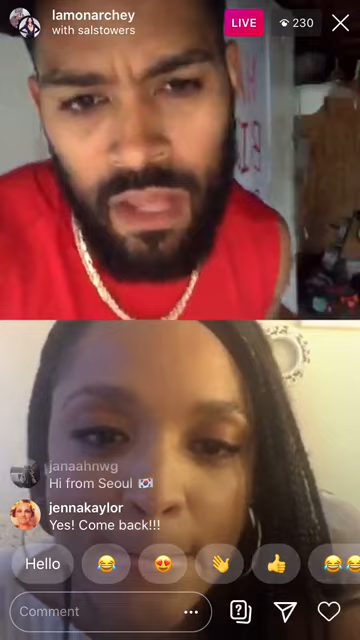 lamonarchey
with salstowers
LIVE
230
janaahnwg
Hi from Seoul 🇰🇷
jennakaylor
Yes! Come back!!!
Hello
😂
😍
👋
👍
😂😂
Comment